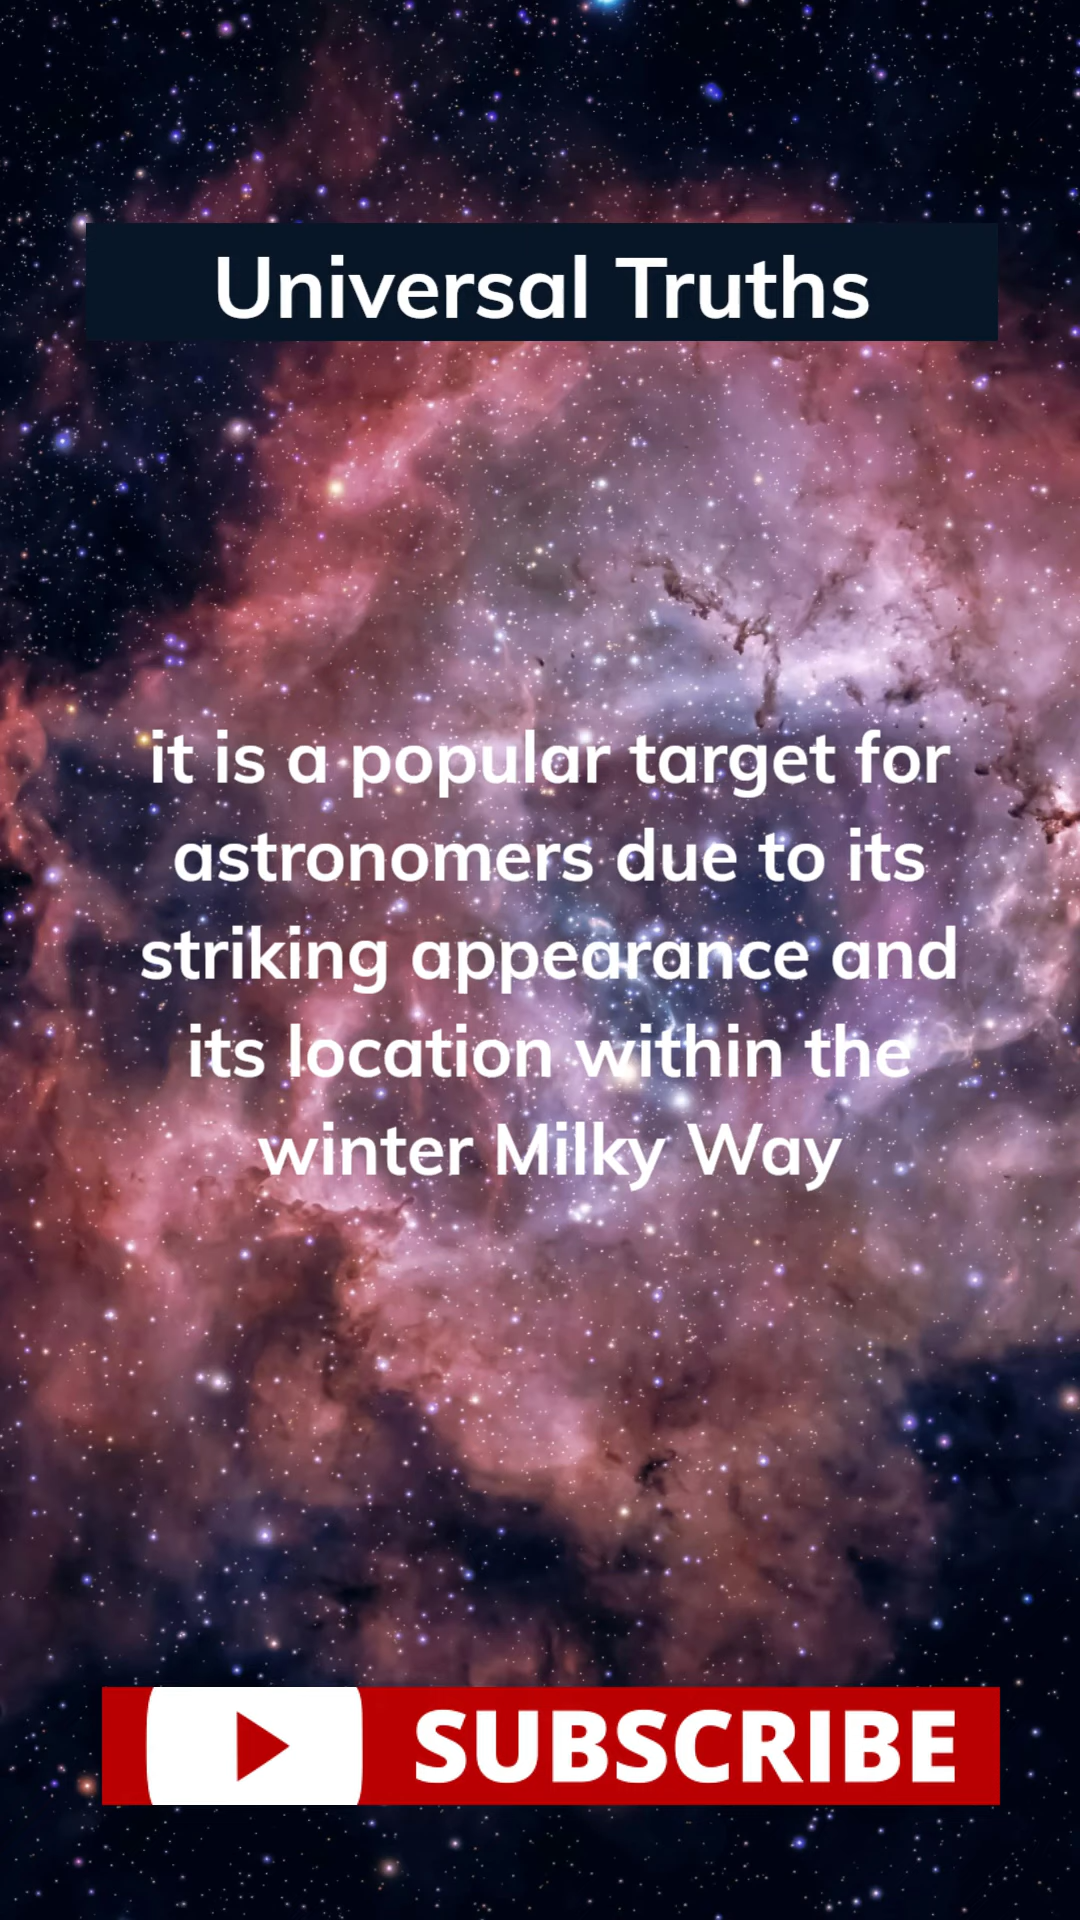 Universal Truths
it is a popular target for
astronomers due to its
striking appearance and
its location within the
winter Milky Way
SUBSCRIBE